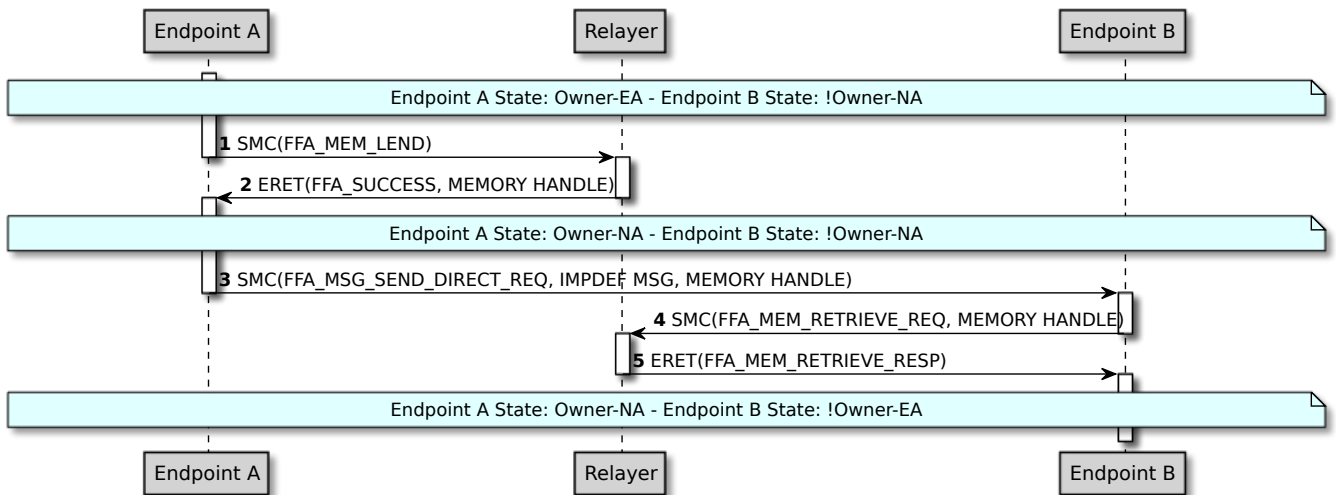 Endpoint A Relayer Endpoint B
Endpoint A State: Owner-EA - Endpoint B State: !Owner-NA
1 SMC(FFA_MEM_LEND)
2 ERET(FFA_SUCCESS, MEMORY HANDLE)
Endpoint A State: Owner-NA - Endpoint B State: !Owner-NA
3 SMC(FFA_MSG_SEND_DIRECT_REQ, IMPDEF MSG, MEMORY HANDLE)
4 SMC(FFA_MEM_RETRIEVE_REQ, MEMORY HANDLE)
5 ERET(FFA_MEM_RETRIEVE_RESP)
Endpoint A State: Owner-NA - Endpoint B State: !Owner-EA
Endpoint A Relayer Endpoint B